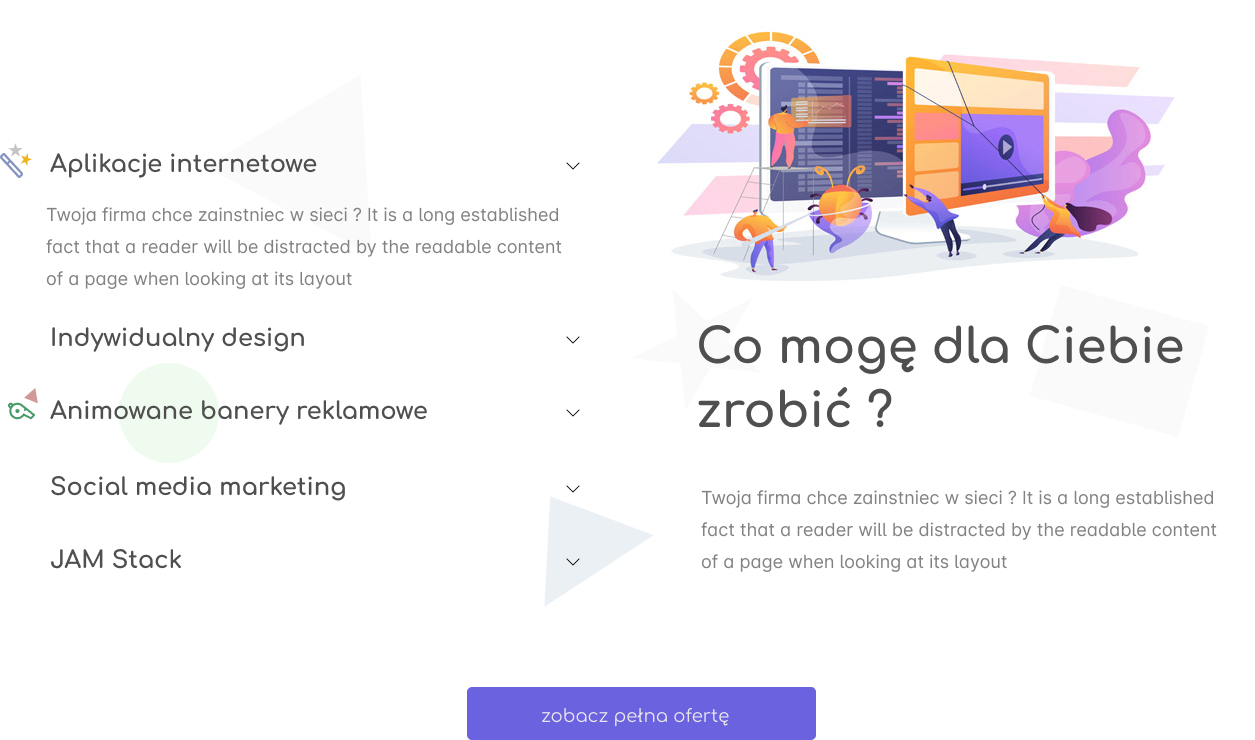 Aplikacje internetowe
Twoja firma chce zainstniec w sieci ? It is a long established
fact that a reader will be distracted by the readable content
of a page when looking at its layout
Indywidualny design
Animowane banery reklamowe
Social media marketing
JAM Stack
Co mogę dla Ciebie
zrobić ?
Twoja firma chce zainstniec w sieci ? It is a long established
fact that a reader will be distracted by the readable content
of a page when looking at its layout
zobacz pełna ofertę